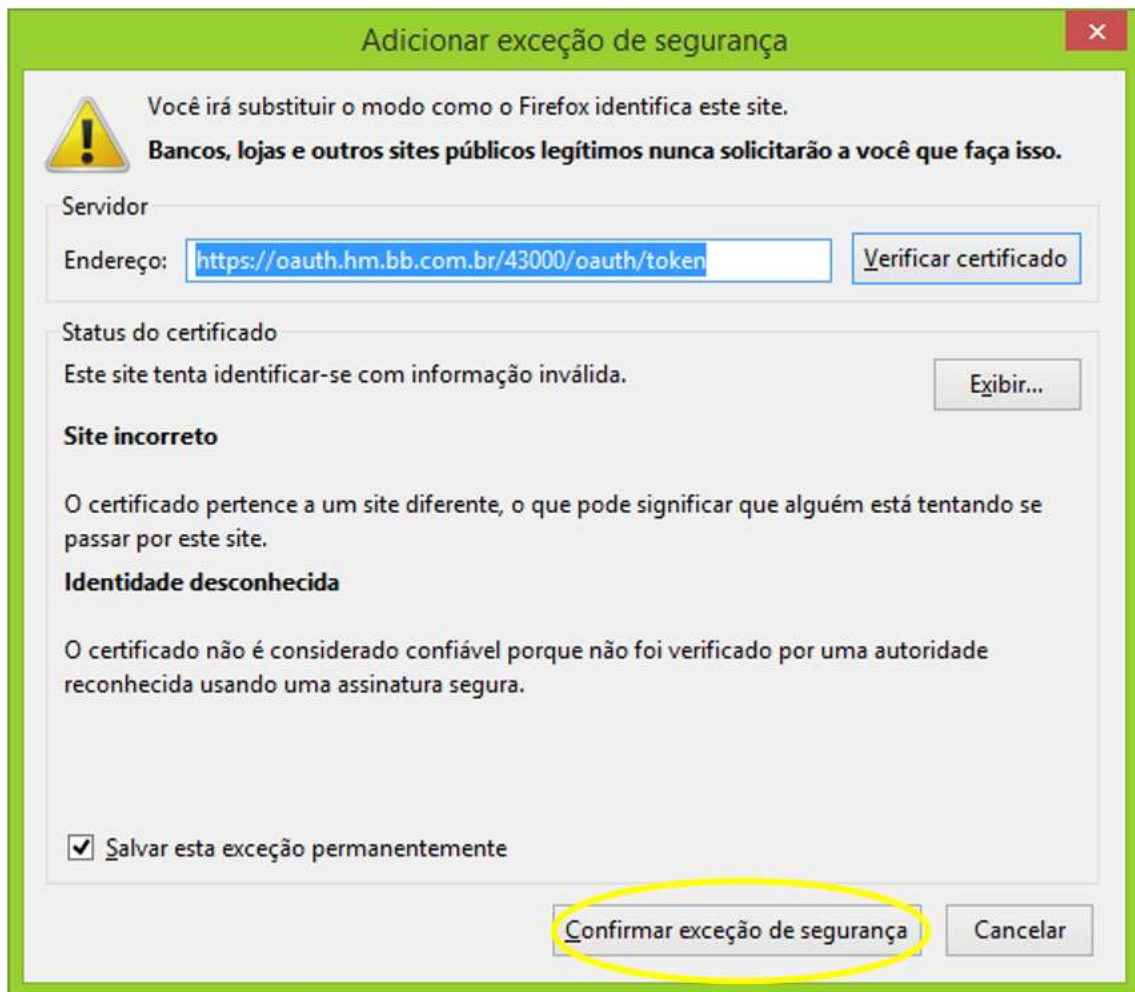 Adicionar exceção de segurança
Você irá substituir o modo como o Firefox identifica este site.
Bancos, lojas e outros sites públicos legítimos nunca solicitarão a você que faça isso.
Servidor
Endereço: https://oauth.hm.bb.com.br/43000/oauth/token Verificar certificado
Status do certificado
Este site tenta identificar-se com informação inválida. Exibir...
Site incorreto
O certificado pertence a um site diferente, o que pode significar que alguém está tentando se
passar por este site.
Identidade desconhecida
O certificado não é considerado confiável porque não foi verificado por uma autoridade
reconhecida usando uma assinatura segura.
Salvar esta exceção permanentemente
Confirmar exceção de segurança Cancelar